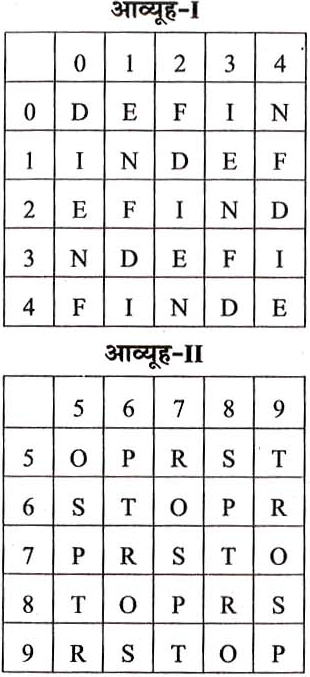 आव्यूह-I
0 1 2 3 4
0 D E F I N
1 I N D E F
2 E F I N D
3 N D E F I
4 F I N D E
आव्यूह-II
5 6 7 8 9
5 O P R S T
6 S T O P R
7 P R S T O
8 T O P R S
9 R S T O P